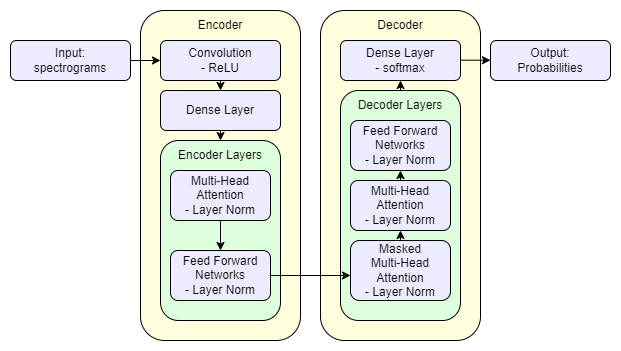 Encoder
Decoder
Input:
spectrograms
Convolution
- ReLU
Dense Layer
Encoder Layers
Multi-Head
Attention
- Layer Norm
Feed Forward
Networks
- Layer Norm
Dense Layer
- softmax
Output:
Probabilities
Decoder Layers
Feed Forward
Networks
- Layer Norm
Multi-Head
Attention
- Layer Norm
Masked
Multi-Head
Attention
- Layer Norm